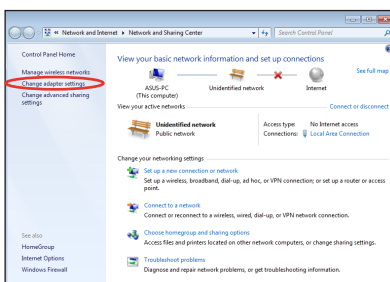 « Network and Internet ▸ Network and Sharing Center
Search Control Panel
Control Panel Home
Manage wireless networks
Change adapter settings
Change advanced sharing
settings
See also
HomeGroup
Internet Options
Windows Firewall
View your basic network information and set up connections
See full map
ASUS-PC
(This computer)
Unidentified network
Internet
View your active networks
Connect or disconnect
Unidentified network
Public network
Access type: No Internet access
Connections: Local Area Connection
Change your networking settings
Set up a new connection or network
Set up a wireless, broadband, dial-up, ad hoc, or VPN connection; or set up a router or access
point.
Connect to a network
Connect or reconnect to a wireless, wired, dial-up, or VPN network connection.
Choose homegroup and sharing options
Access files and printers located on other network computers, or change sharing settings.
Troubleshoot problems
Diagnose and repair network problems, or get troubleshooting information.